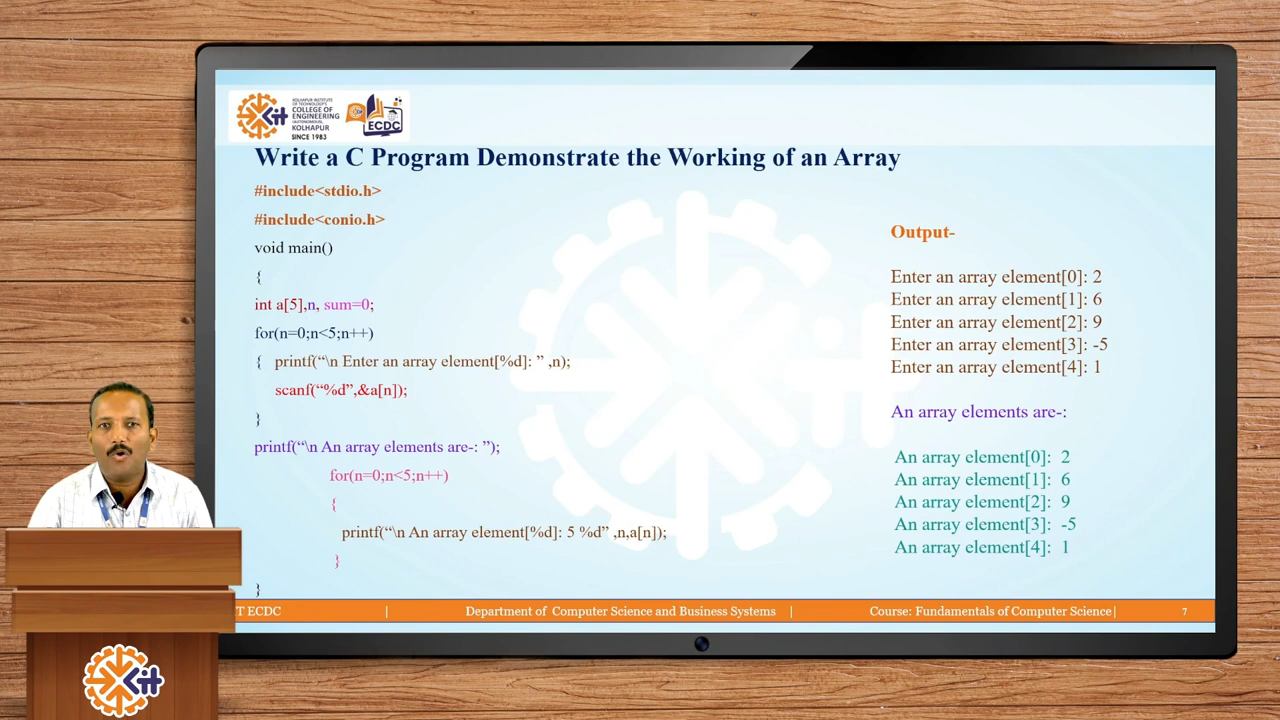 KOLHAPUR INSTITUTE
OF TECHNOLOGY'S
COLLEGE OF
ENGINEERING
(AUTONOMOUS),
KOLHAPUR
SINCE 1983
Kit
ECDC
Write a C Program Demonstrate the Working of an Array
#include<stdio.h>
#include<conio.h>
void main()
{
int a[5],n, sum=0;
for(n=0;n<5;n++)
{ printf(“\n Enter an array element[%d]: ” ,n);
scanf(“%d”,&a[n]);
}
printf(“\n An array elements are-: ”);
for(n=0;n<5;n++)
{
printf(“\n An array element[%d]: 5 %d” ,n,a[n]);
}
}
Output-
Enter an array element[0]: 2
Enter an array element[1]: 6
Enter an array element[2]: 9
Enter an array element[3]: -5
Enter an array element[4]: 1
An array elements are-:
An array element[0]: 2
An array element[1]: 6
An array element[2]: 9
An array element[3]: -5
An array element[4]: 1
T ECDC | Department of Computer Science and Business Systems | Course: Fundamentals of Computer Science| 7
Kit